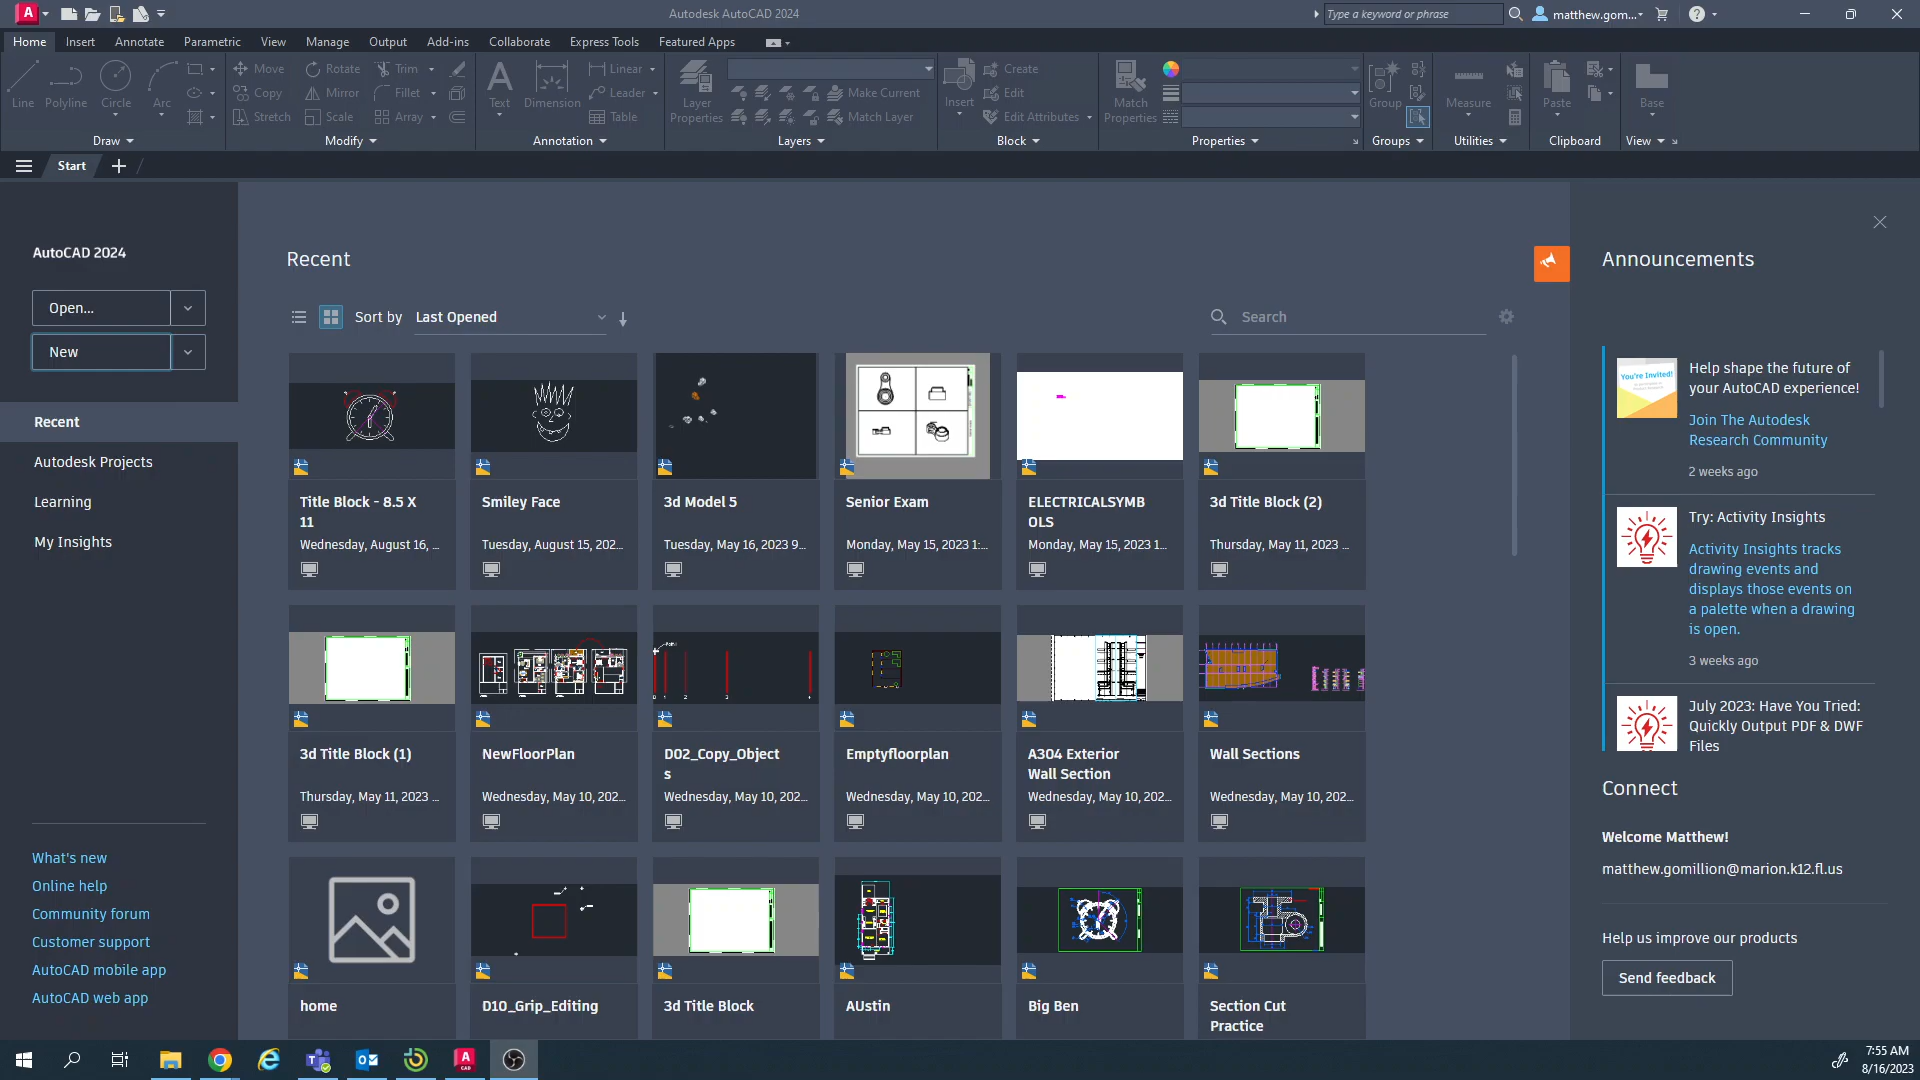 Autodesk AutoCAD 2024
Type a keyword or phrase
matthew.gom...
Home Insert Annotate Parametric View Manage Output Add-ins Collaborate Express Tools Featured Apps
Line Polyline Circle Arc
Move Rotate Trim
Copy Mirror Fillet
Stretch Scale Array
Text Dimension
Linear
Leader
Table
Layer Properties
Make Current
Match Layer
Insert
Create
Edit
Edit Attributes
Match Properties
Group
Measure
Paste
Base
Draw Modify Annotation Layers Block Properties Groups Utilities Clipboard View
Start
AutoCAD 2024
Open...
New
Recent
Autodesk Projects
Learning
My Insights
What's new
Online help
Community forum
Customer support
AutoCAD mobile app
AutoCAD web app
Recent
Sort by Last Opened
Search
Title Block - 8.5 X
11
Wednesday, August 16, ...
Smiley Face
Tuesday, August 15, 202...
3d Model 5
Tuesday, May 16, 2023 9...
Senior Exam
Monday, May 15, 2023 1:...
ELECTRICALSYMB
OLS
Monday, May 15, 2023 1...
3d Title Block (2)
Thursday, May 11, 2023 ...
3d Title Block (1)
Thursday, May 11, 2023 ...
NewFloorPlan
Wednesday, May 10, 202...
D02_Copy_Object
s
Wednesday, May 10, 202...
Emptyfloorplan
Wednesday, May 10, 202...
A304 Exterior
Wall Section
Wednesday, May 10, 202...
Wall Sections
Wednesday, May 10, 202...
home
D10_Grip_Editing
3d Title Block
AUstin
Big Ben
Section Cut
Practice
Announcements
You're Invited!
Help shape the future of
your AutoCAD experience!
Join The Autodesk
Research Community
2 weeks ago
Try: Activity Insights
Activity Insights tracks
drawing events and
displays those events on
a palette when a drawing
is open.
3 weeks ago
July 2023: Have You Tried:
Quickly Output PDF & DWF
Files
Connect
Welcome Matthew!
matthew.gomillion@marion.k12.fl.us
Help us improve our products
Send feedback
7:55 AM
8/16/2023